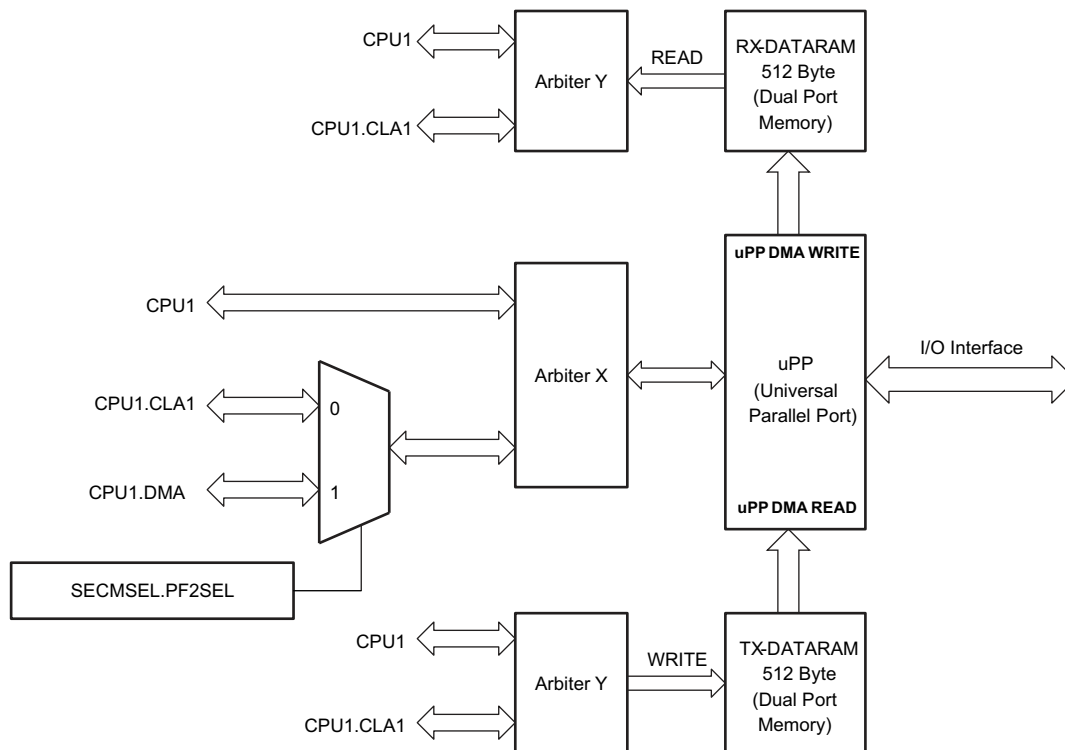 CPU1
CPU1.CLA1
Arbiter Y
READ
RX-DATARAM
512 Byte
(Dual Port
Memory)
CPU1
CPU1.CLA1
CPU1.DMA
0
1
SECMSEL.PF2SEL
Arbiter X
uPP DMA WRITE
uPP
(Universal
Parallel Port)
uPP DMA READ
I/O Interface
CPU1
CPU1.CLA1
Arbiter Y
WRITE
TX-DATARAM
512 Byte
(Dual Port
Memory)